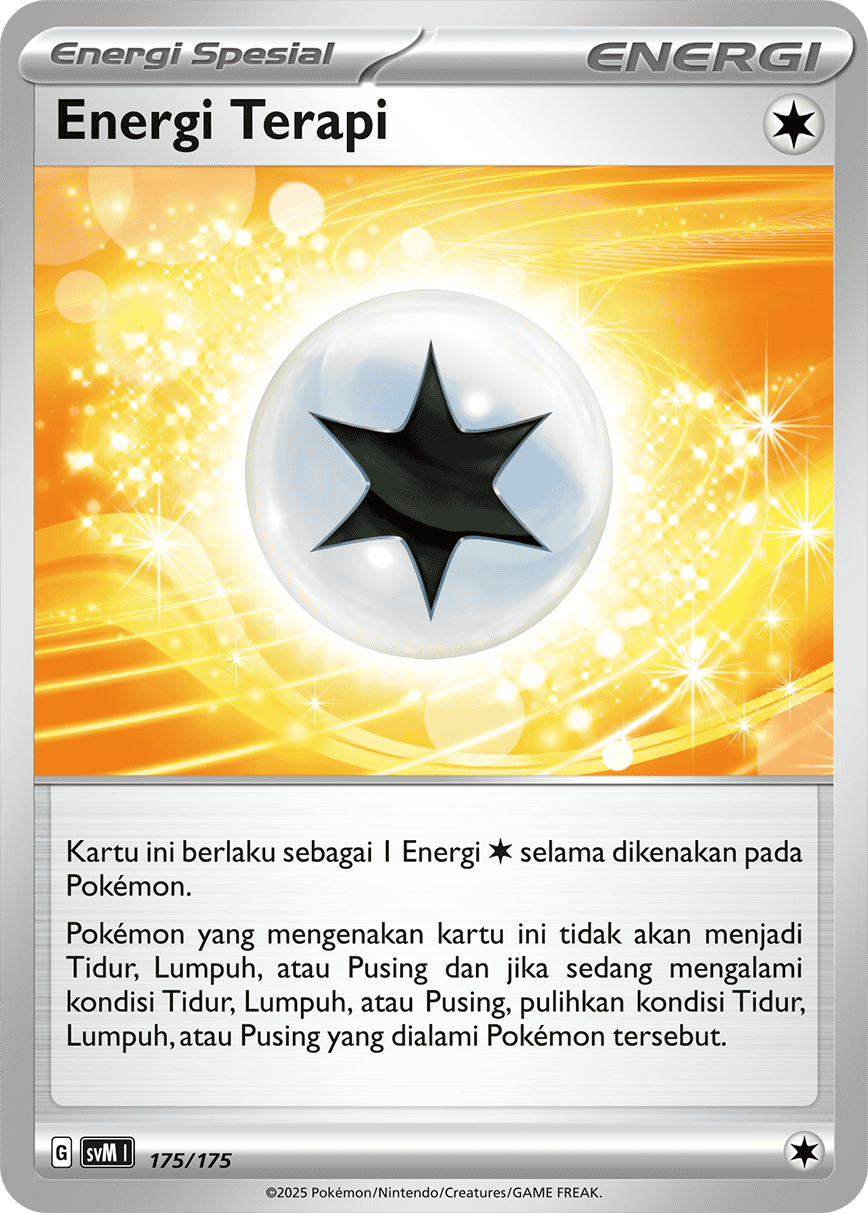 Energi Spesial
ENERGI
Energi Terapi
Kartu ini berlaku sebagai 1 Energi ✶ selama dikenakan pada
Pokémon.
Pokémon yang mengenakan kartu ini tidak akan menjadi
Tidur, Lumpuh, atau Pusing dan jika sedang mengalami
kondisi Tidur, Lumpuh, atau Pusing, pulihkan kondisi Tidur,
Lumpuh, atau Pusing yang dialami Pokémon tersebut.
G svM I 175/175
©2025 Pokémon/Nintendo/Creatures/GAME FREAK.